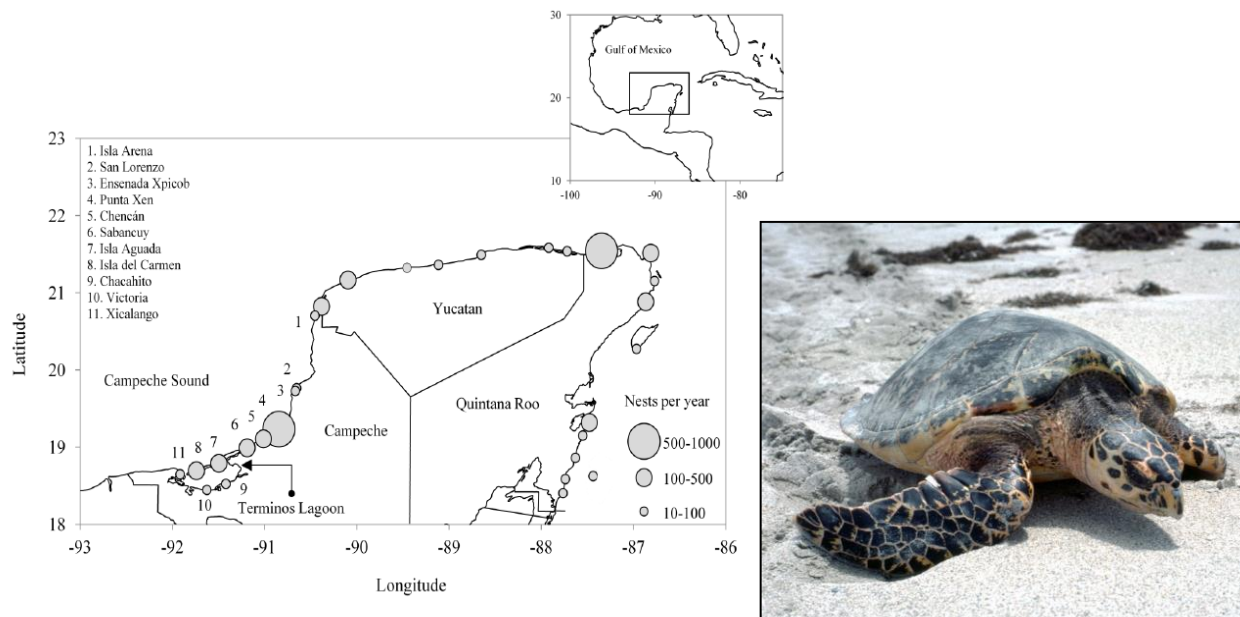 30
Gulf of Mexico
20
10
-100
-90
-80
23
22
21
20
19
18
Latitude
1. Isla Arena
2. San Lorenzo
3. Ensenada Xpicob
4. Punta Xen
5. Chencán
6. Sabancuy
7. Isla Aguada
8. Isla del Carmen
9. Chacahito
10. Victoria
11. Xicalango
Yucatan
1
2
Campeche Sound
3
4
5
6
7
8
11
9
10
Campeche
Quintana Roo
Terminos Lagoon
Nests per year
500-1000
100-500
10-100
-93
-92
-91
-90
-89
-88
-87
-86
Longitude